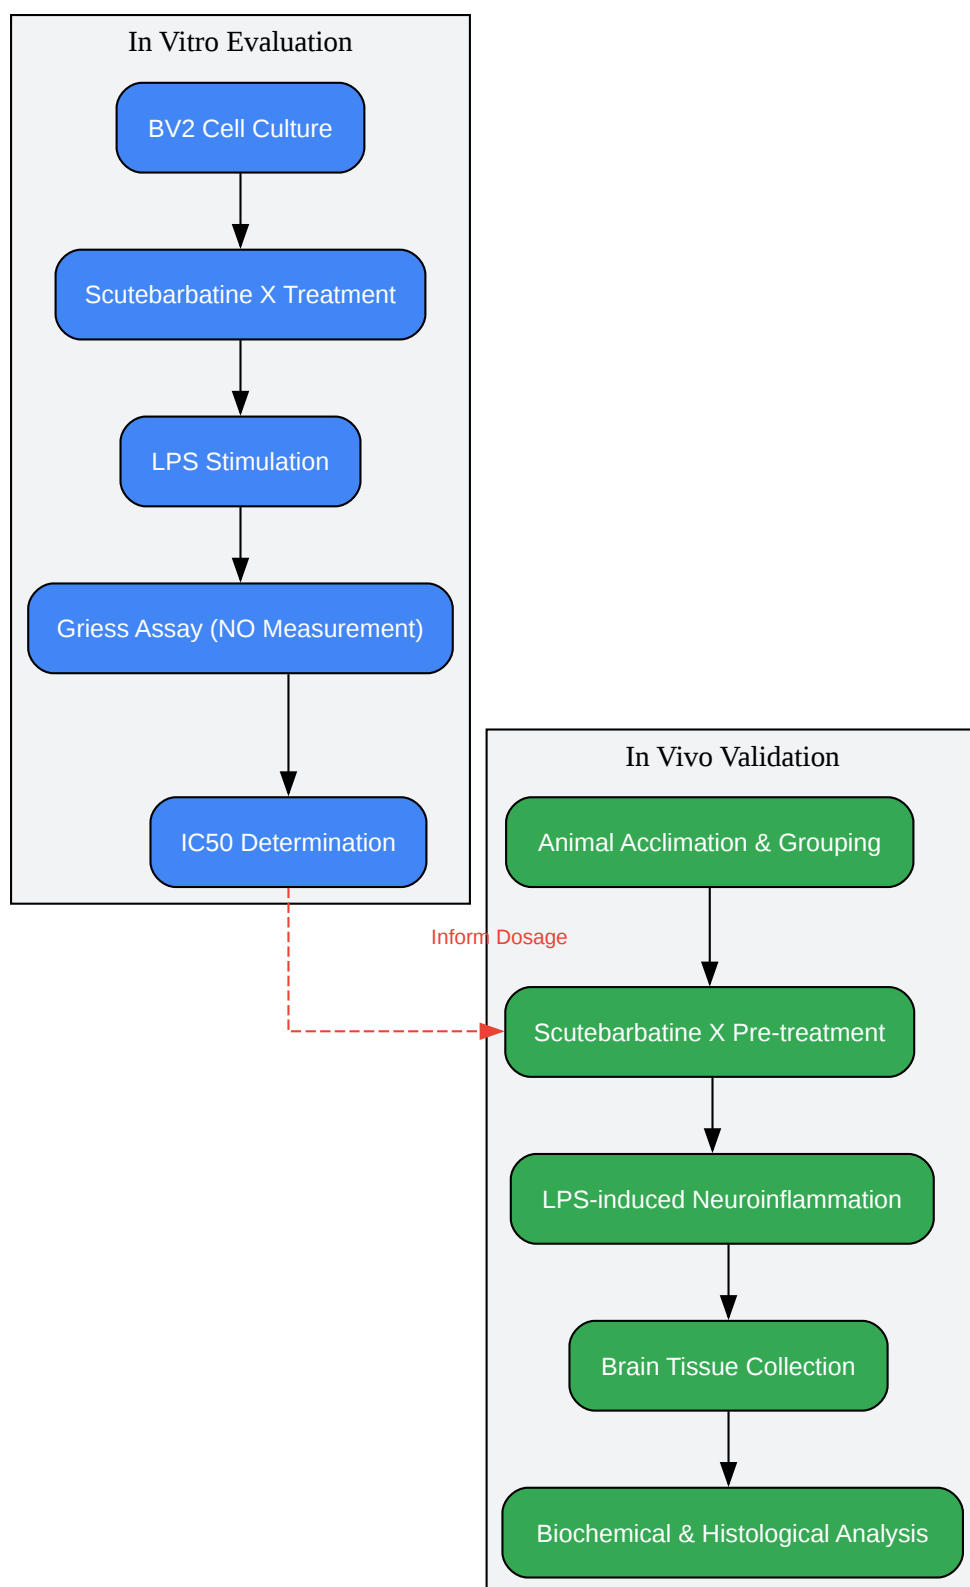 In Vitro Evaluation
BV2 Cell Culture
Scutebarbatine X Treatment
LPS Stimulation
Griess Assay (NO Measurement)
IC50 Determination
Inform Dosage
In Vivo Validation
Animal Acclimation & Grouping
Scutebarbatine X Pre-treatment
LPS-induced Neuroinflammation
Brain Tissue Collection
Biochemical & Histological Analysis